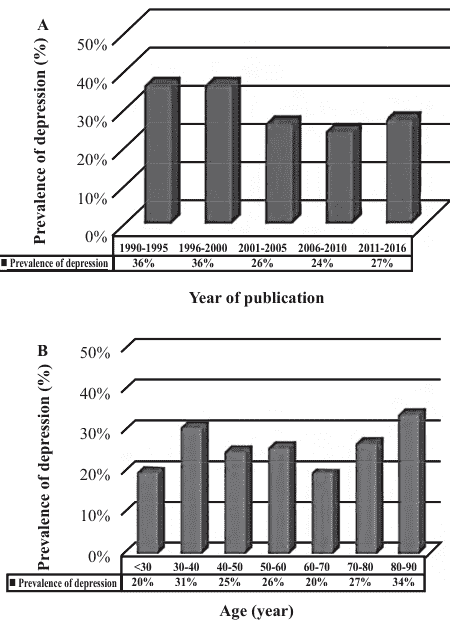 A
Prevalence of depression (%)
50%
40%
30%
20%
10%
0%
1990-1995 1996-2000 2001-2005 2006-2010 2011-2016
Prevalence of depression 36% 36% 26% 24% 27%
Year of publication
B
Prevalence of depression (%)
50%
40%
30%
20%
10%
0%
<30 30-40 40-50 50-60 60-70 70-80 80-90
Prevalence of depression 20% 31% 25% 26% 20% 27% 34%
Age (year)